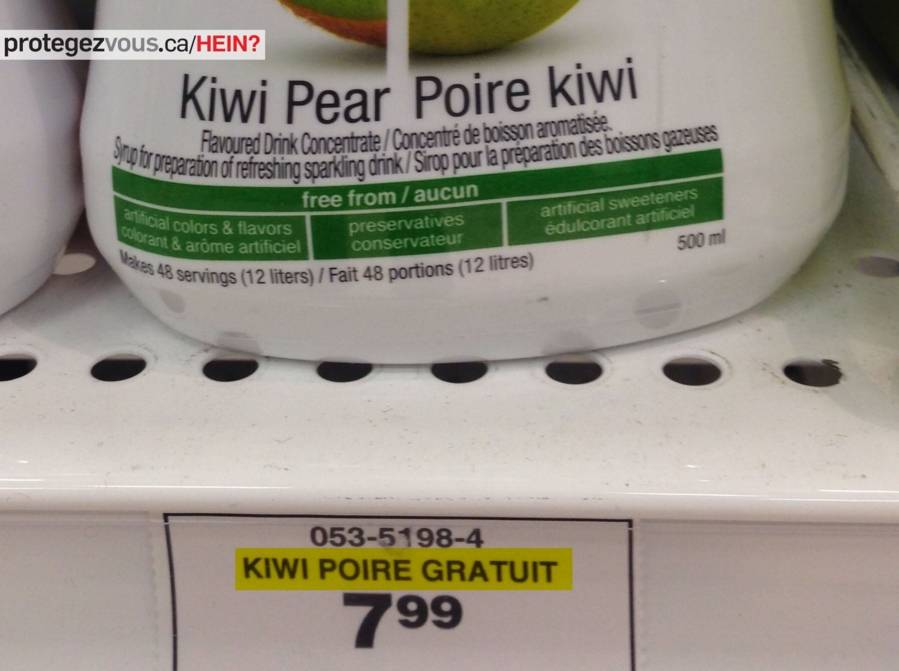 protegezvous.ca/HEIN?
Kiwi Pear Poire kiwi
Flavoured Drink Concentrate / Concentré de boisson aromatisée.
Syrup for preparation of refreshing sparkling drink / Sirop pour la préparation des boissons gazeuses
free from / aucun
artificial colors & flavors
colorant & arôme artificiel
preservatives
conservateur
artificial sweeteners
édulcorant artificiel
Makes 48 servings (12 liters) / Fait 48 portions (12 litres)
500 ml
053-5198-4
KIWI POIRE GRATUIT
7⁹⁹